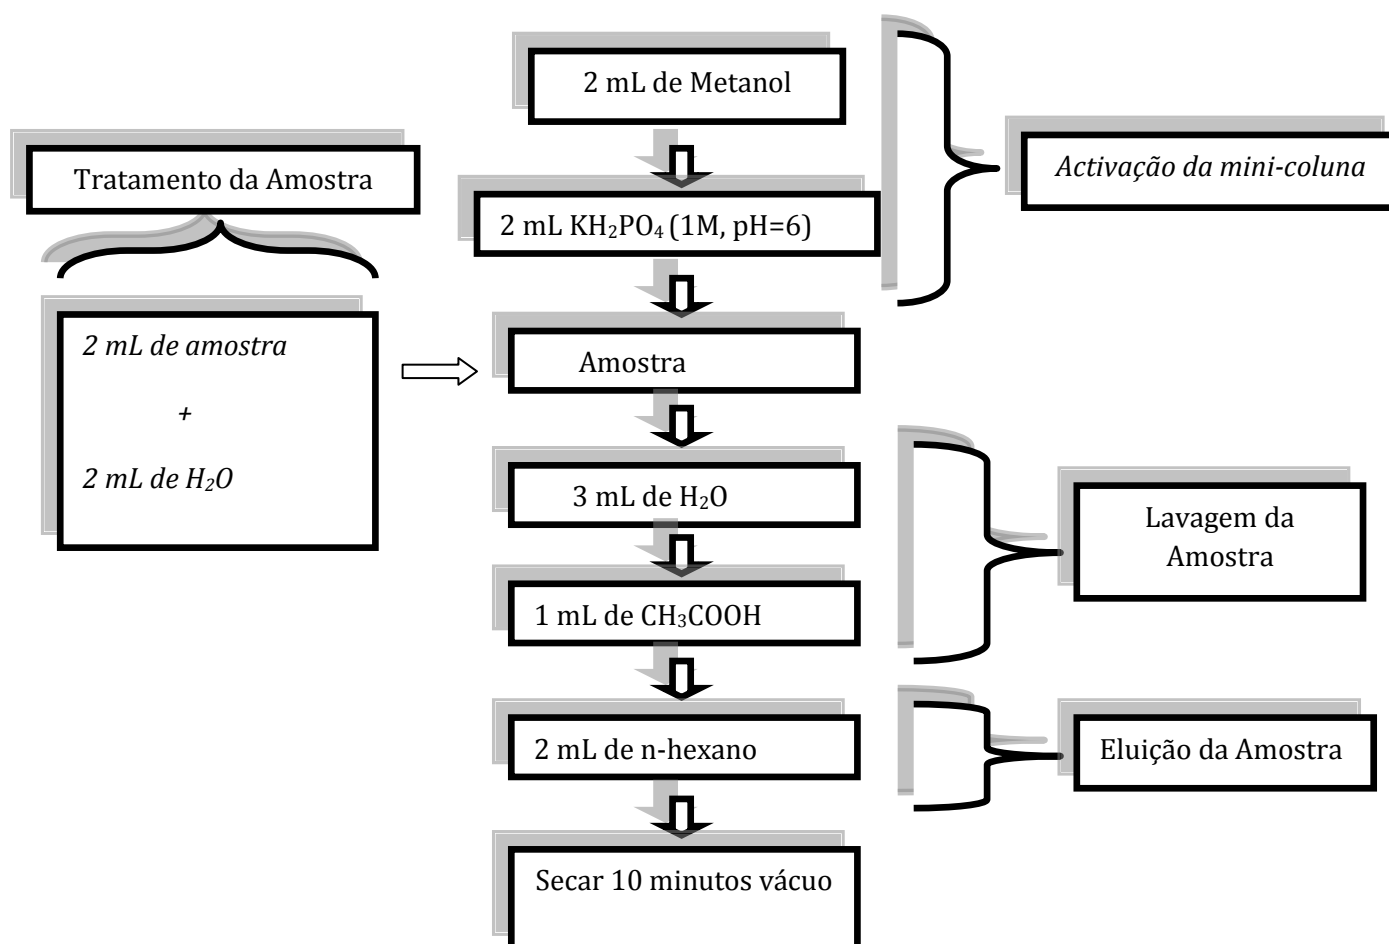 2 mL de Metanol
Activação da mini-coluna
Tratamento da Amostra
2 mL KH₂PO₄ (1M, pH=6)
2 mL de amostra
+
2 mL de H₂O
Amostra
3 mL de H₂O
Lavagem da
Amostra
1 mL de CH₃COOH
2 mL de n-hexano
Eluição da Amostra
Secar 10 minutos vácuo